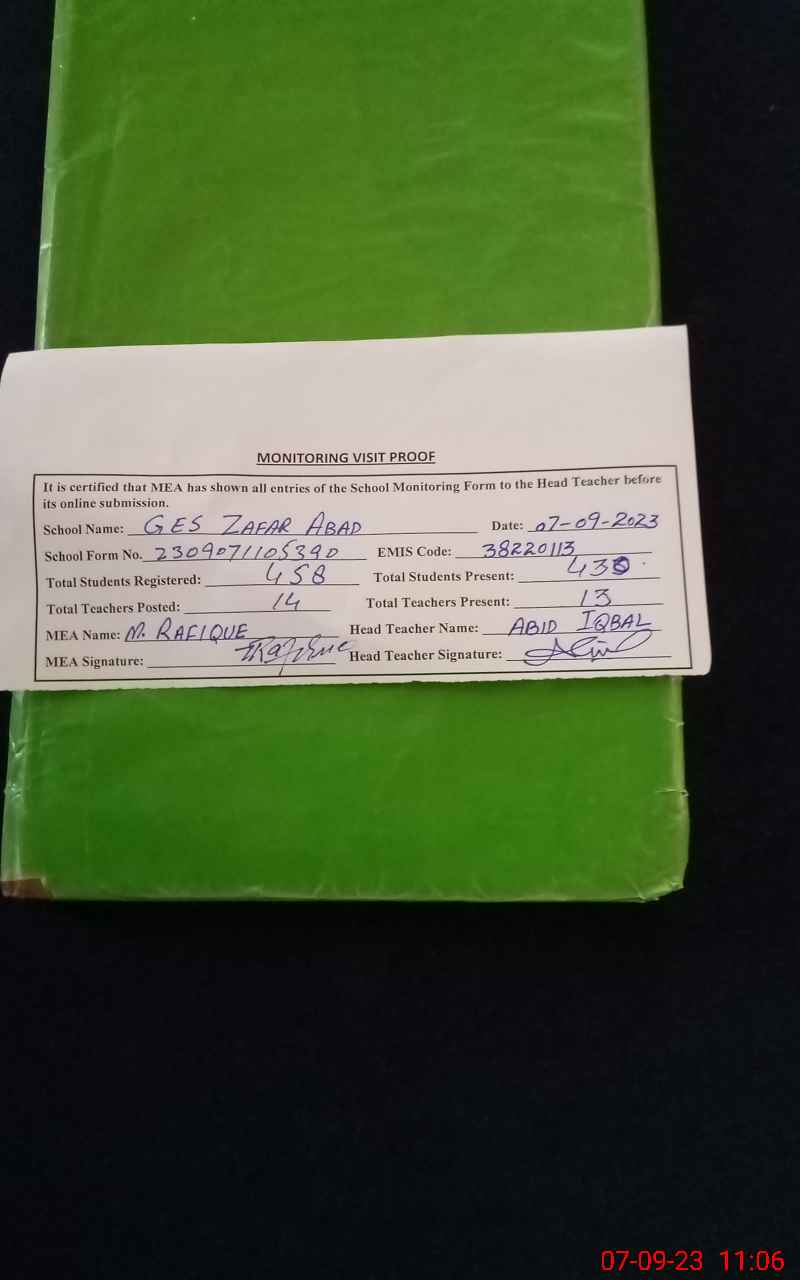 MONITORING VISIT PROOF
It is certified that MEA has shown all entries of the School Monitoring Form to the Head Teacher before
its online submission.
School Name: GES ZAFAR ABAD Date: 07-09-2023
School Form No. 2309071105390 EMIS Code: 38220113
Total Students Registered: 458 Total Students Present:
Total Teachers Posted: 14 Total Teachers Present: 13
MEA Name: M. RAFIQUE Head Teacher Name: ABID IQBAL
MEA Signature: Head Teacher Signature:
07-09-23 11:06